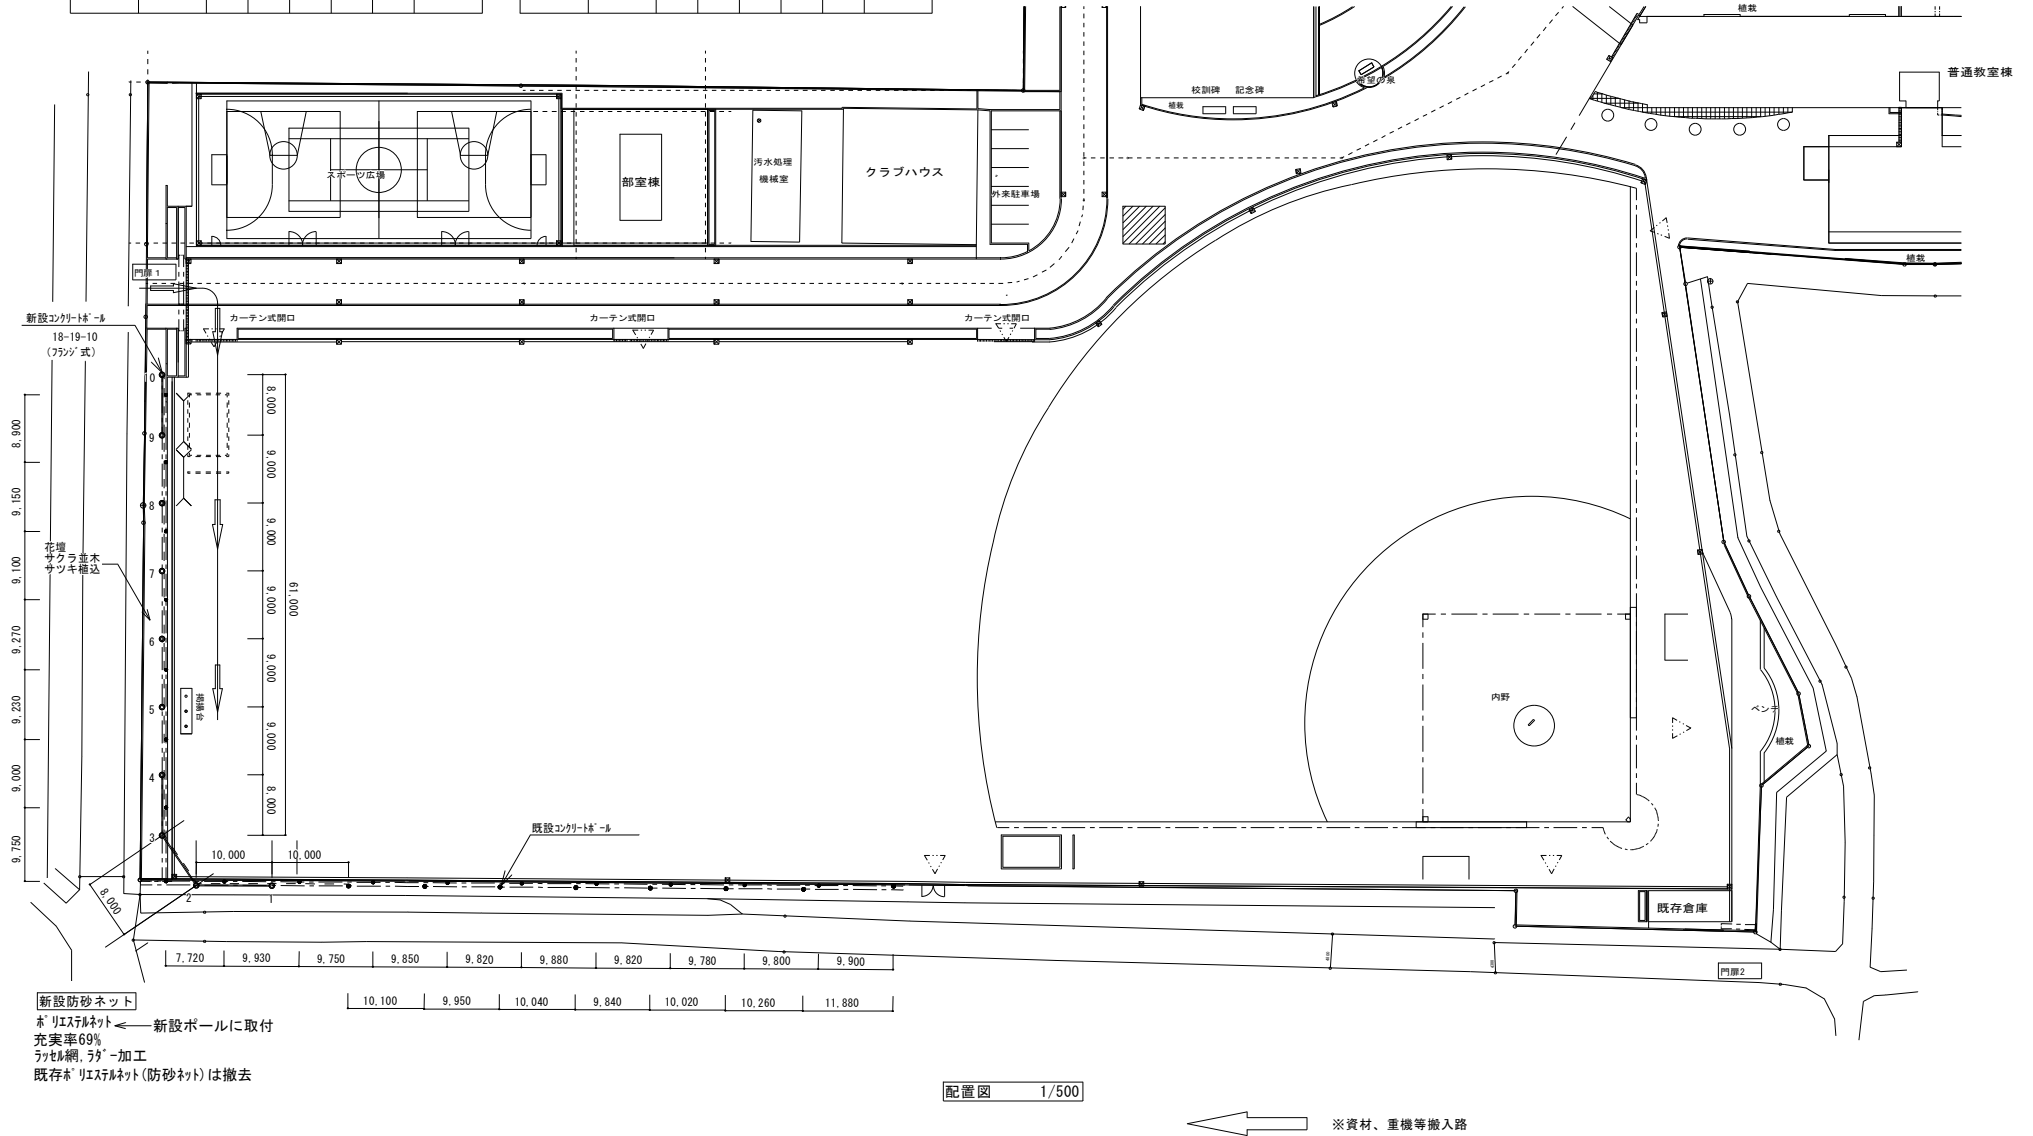 植栽
普通教室棟
希望の泉
校訓碑 記念碑
植栽
スポーツ広場
部室棟
汚水処理
機械室
クラブハウス
外来駐車場
植栽
門扉1
新設コンクリートポール
18-19-10
(フランジ式)
カーテン式開口
カーテン式開口
カーテン式開口
10
9
8
7
6
5
4
3
2
1
8,000
9,000
9,000
9,000
9,000
9,000
8,000
61,000
8,900
9,150
9,100
9,270
9,230
9,000
9,750
花壇
サクラ並木
サツキ植込
掲揚台
内野
ベンチ
植栽
既設コンクリートポール
10,000
10,000
8,000
既存倉庫
門扉2
7,720 9,930 9,750 9,850 9,820 9,880 9,820 9,780 9,800 9,900
10,100 9,950 10,040 9,840 10,020 10,260 11,880
新設防砂ネット
ポリエステルネット 新設ポールに取付
充実率69%
ラッセル網,ラダー加工
既存ポリエステルネット(防砂ネット)は撤去
配置図 1/500
※資材、重機等搬入路